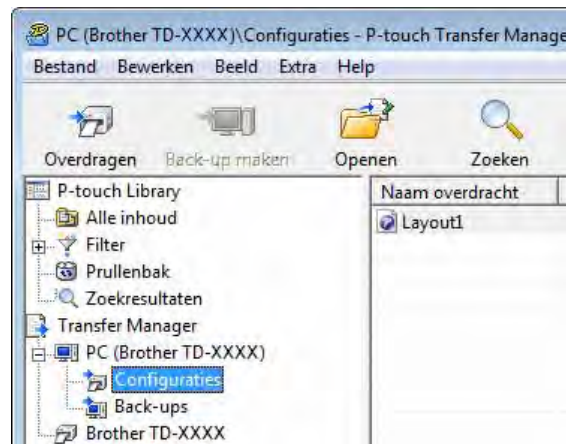 PC (Brother TD-XXXX)\Configuraties - P-touch Transfer Manage
Bestand Bewerken Beeld Extra Help
Overdragen Back-up maken Openen Zoeken
P-touch Library
Alle inhoud
Filter
Prullenbak
Zoekresultaten
Transfer Manager
PC (Brother TD-XXXX)
Configuraties
Back-ups
Brother TD-XXXX
Naam overdracht
Layout1